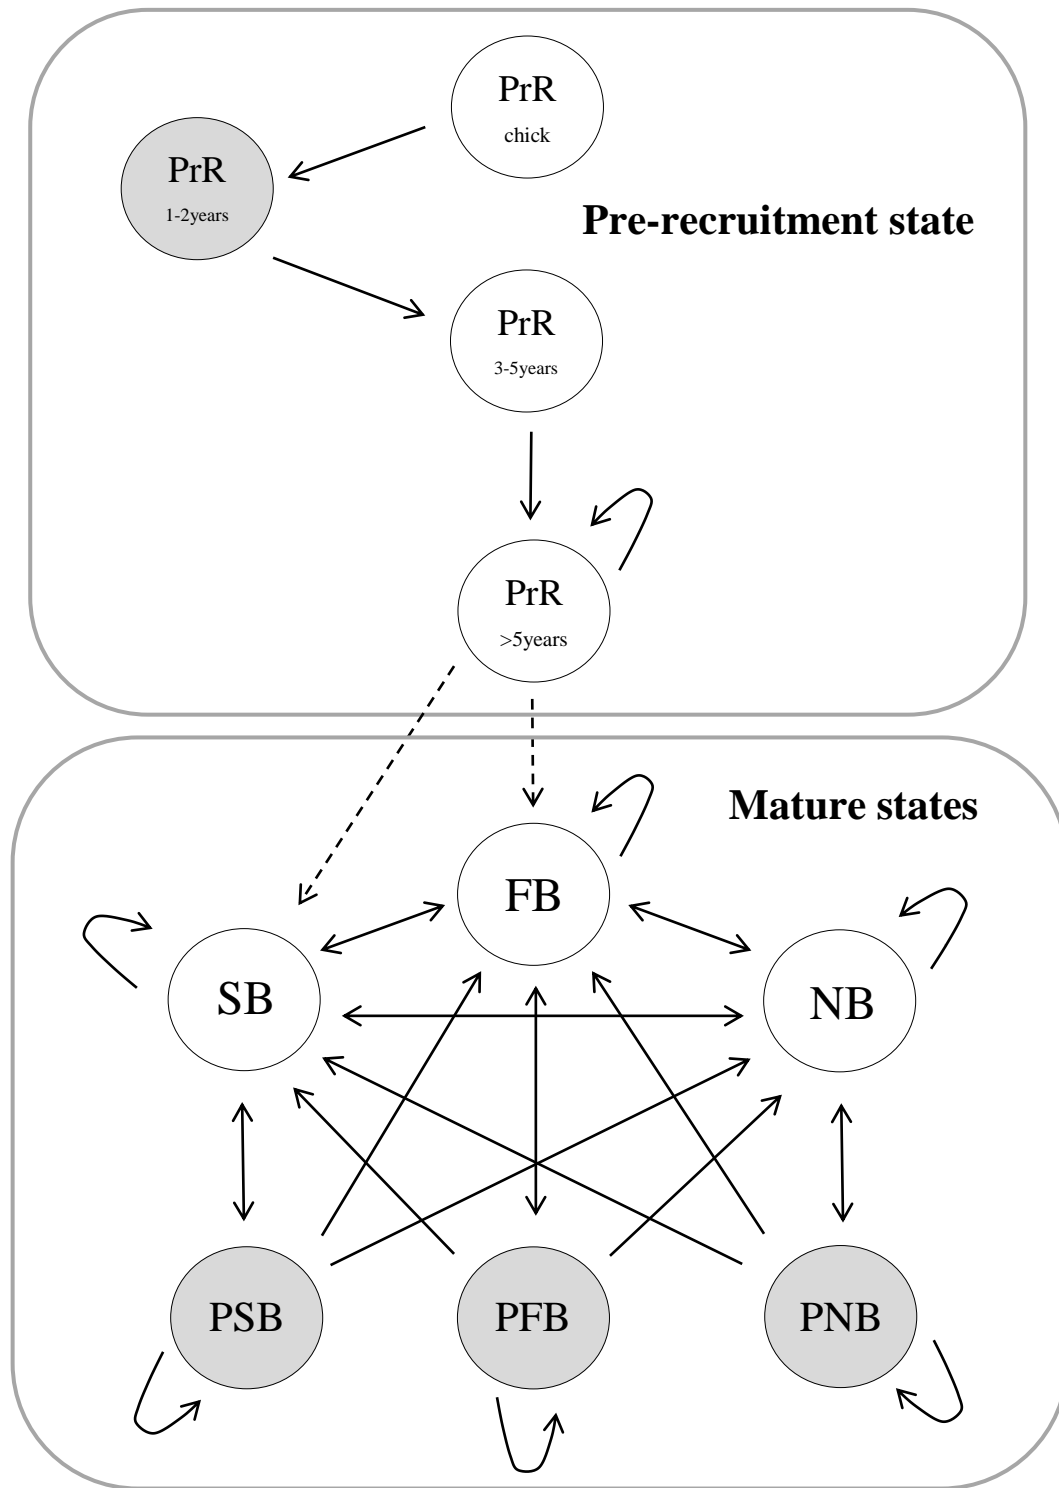 PrR
chick
PrR
1-2years
Pre-recruitment state
PrR
3-5years
PrR
>5years
Mature states
FB
SB
NB
PSB
PFB
PNB